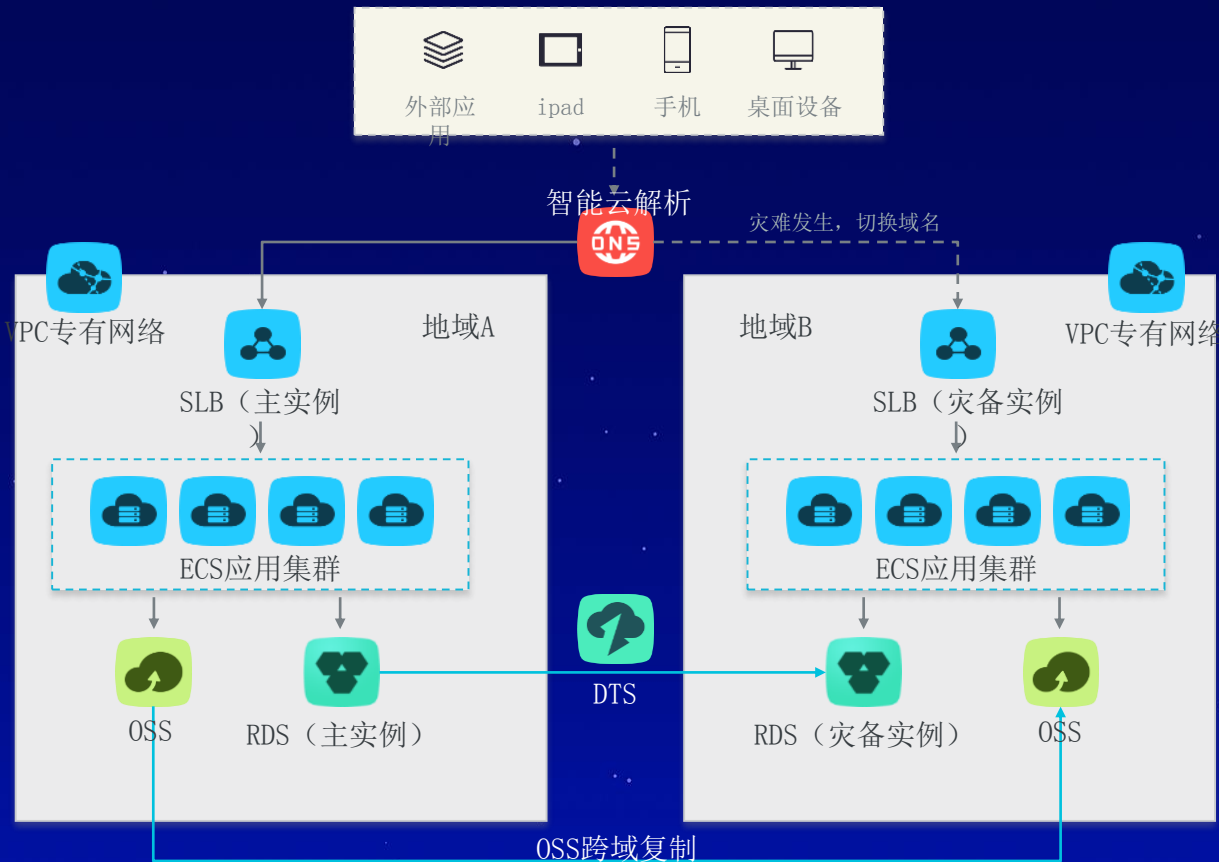 外部应
用
ipad
手机
桌面设备
智能云解析
DNS
灾难发生，切换域名
VPC专有网络
地域A
地域B
VPC专有网络
SLB（主实例
）
SLB（灾备实例
）
ECS应用集群
ECS应用集群
DTS
OSS
RDS（主实例）
RDS（灾备实例）
OSS
OSS跨域复制